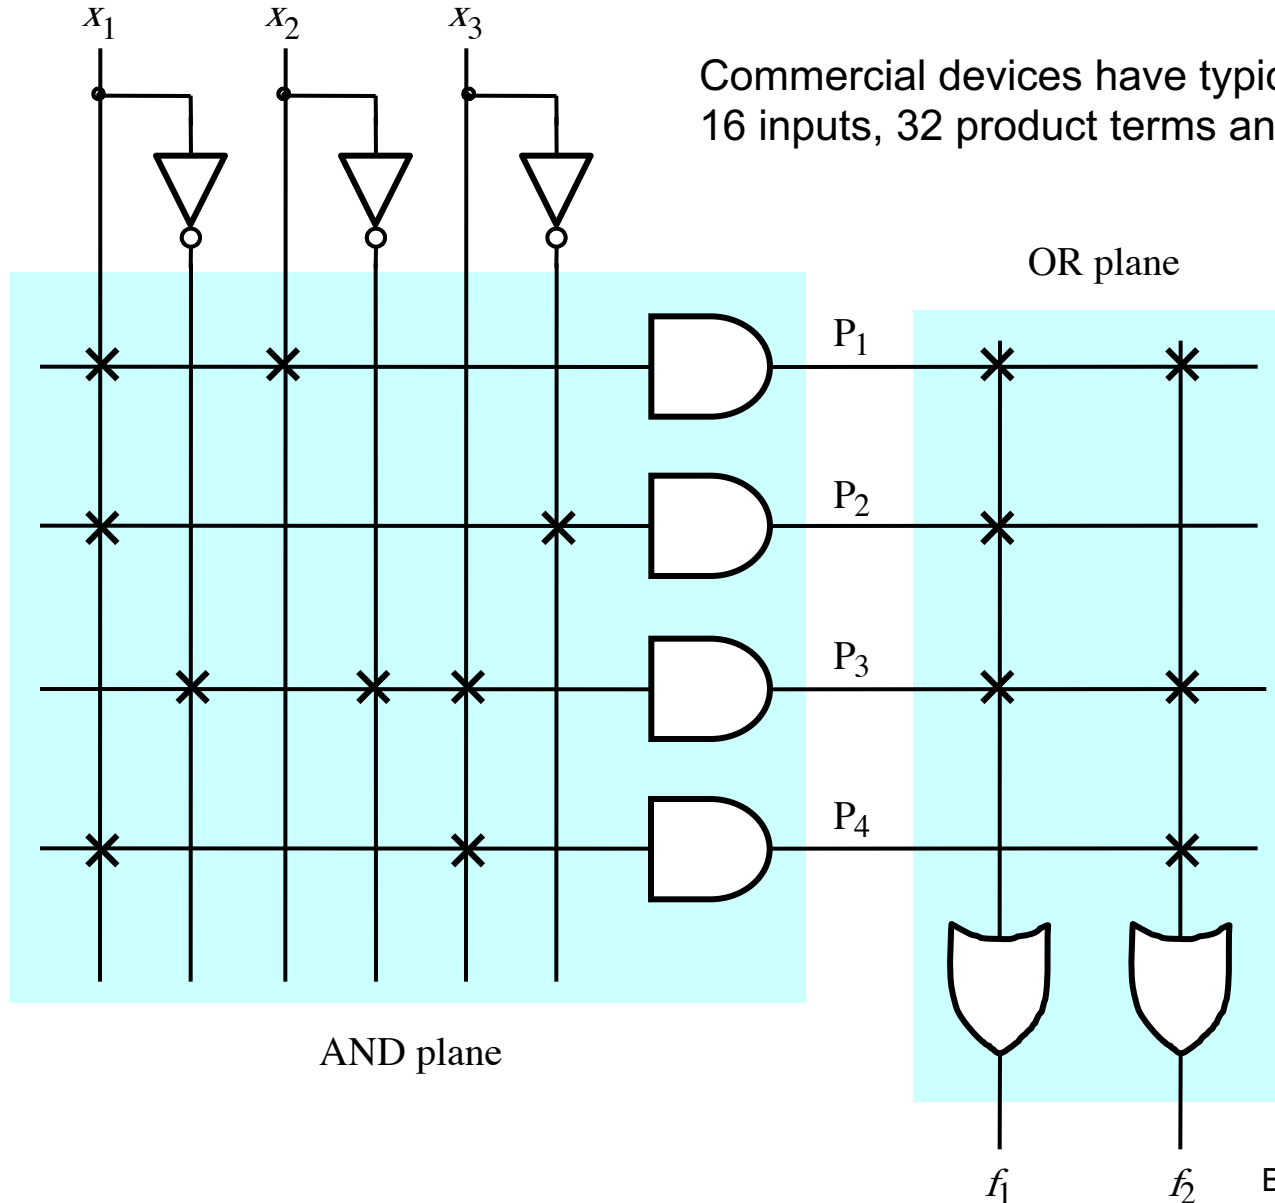 x1 x2 x3
Commercial devices have typic
16 inputs, 32 product terms an
OR plane
P1
P2
P3
P4
AND plane
f1 f2 E